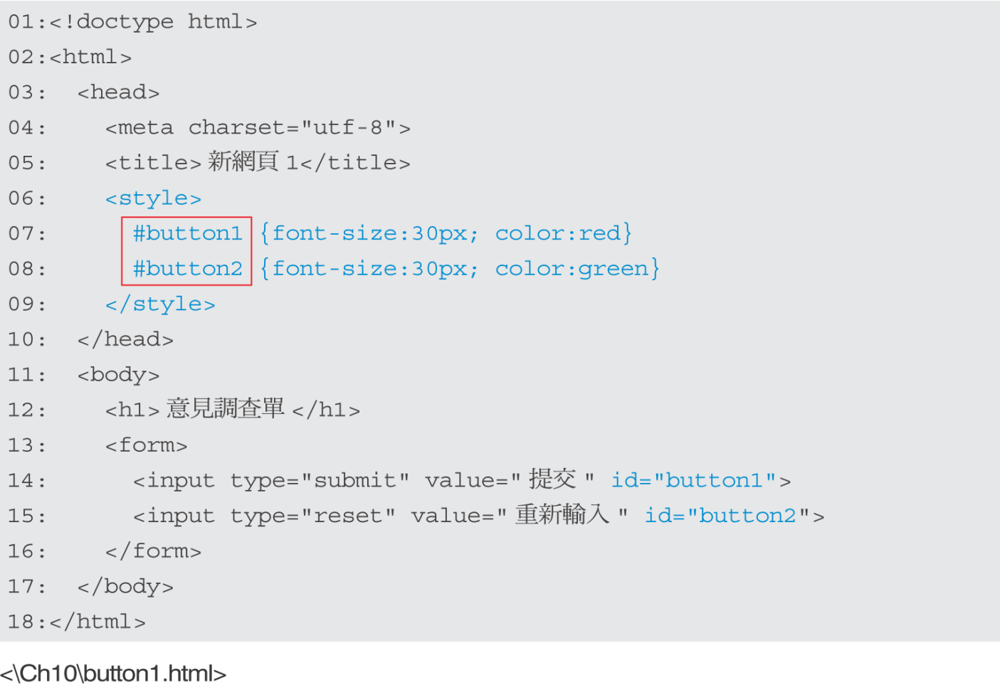 01:<!doctype html>
02:<html>
03:  <head>
04:    <meta charset="utf-8">
05:    <title>新網頁 1</title>
06:    <style>
07:      #button1 {font-size:30px; color:red}
08:      #button2 {font-size:30px; color:green}
09:    </style>
10:  </head>
11:  <body>
12:    <h1>意見調查單</h1>
13:    <form>
14:      <input type="submit" value="提交" id="button1">
15:      <input type="reset" value="重新輸入" id="button2">
16:    </form>
17:  </body>
18:</html>
<\Ch10\button1.html>